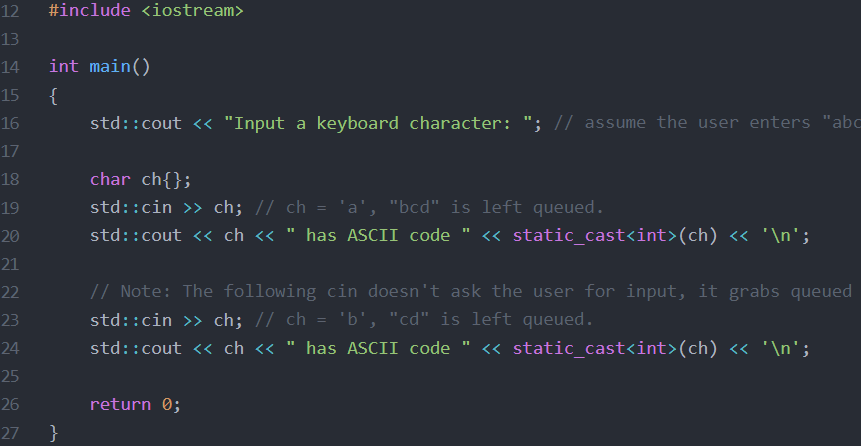 12 #include <iostream>
13
14 int main()
15 {
16     std::cout << "Input a keyboard character: "; // assume the user enters "abc
17
18     char ch{};
19     std::cin >> ch; // ch = 'a', "bcd" is left queued.
20     std::cout << ch << " has ASCII code " << static_cast<int>(ch) << '\n';
21
22     // Note: The following cin doesn't ask the user for input, it grabs queued
23     std::cin >> ch; // ch = 'b', "cd" is left queued.
24     std::cout << ch << " has ASCII code " << static_cast<int>(ch) << '\n';
25
26     return 0;
27 }